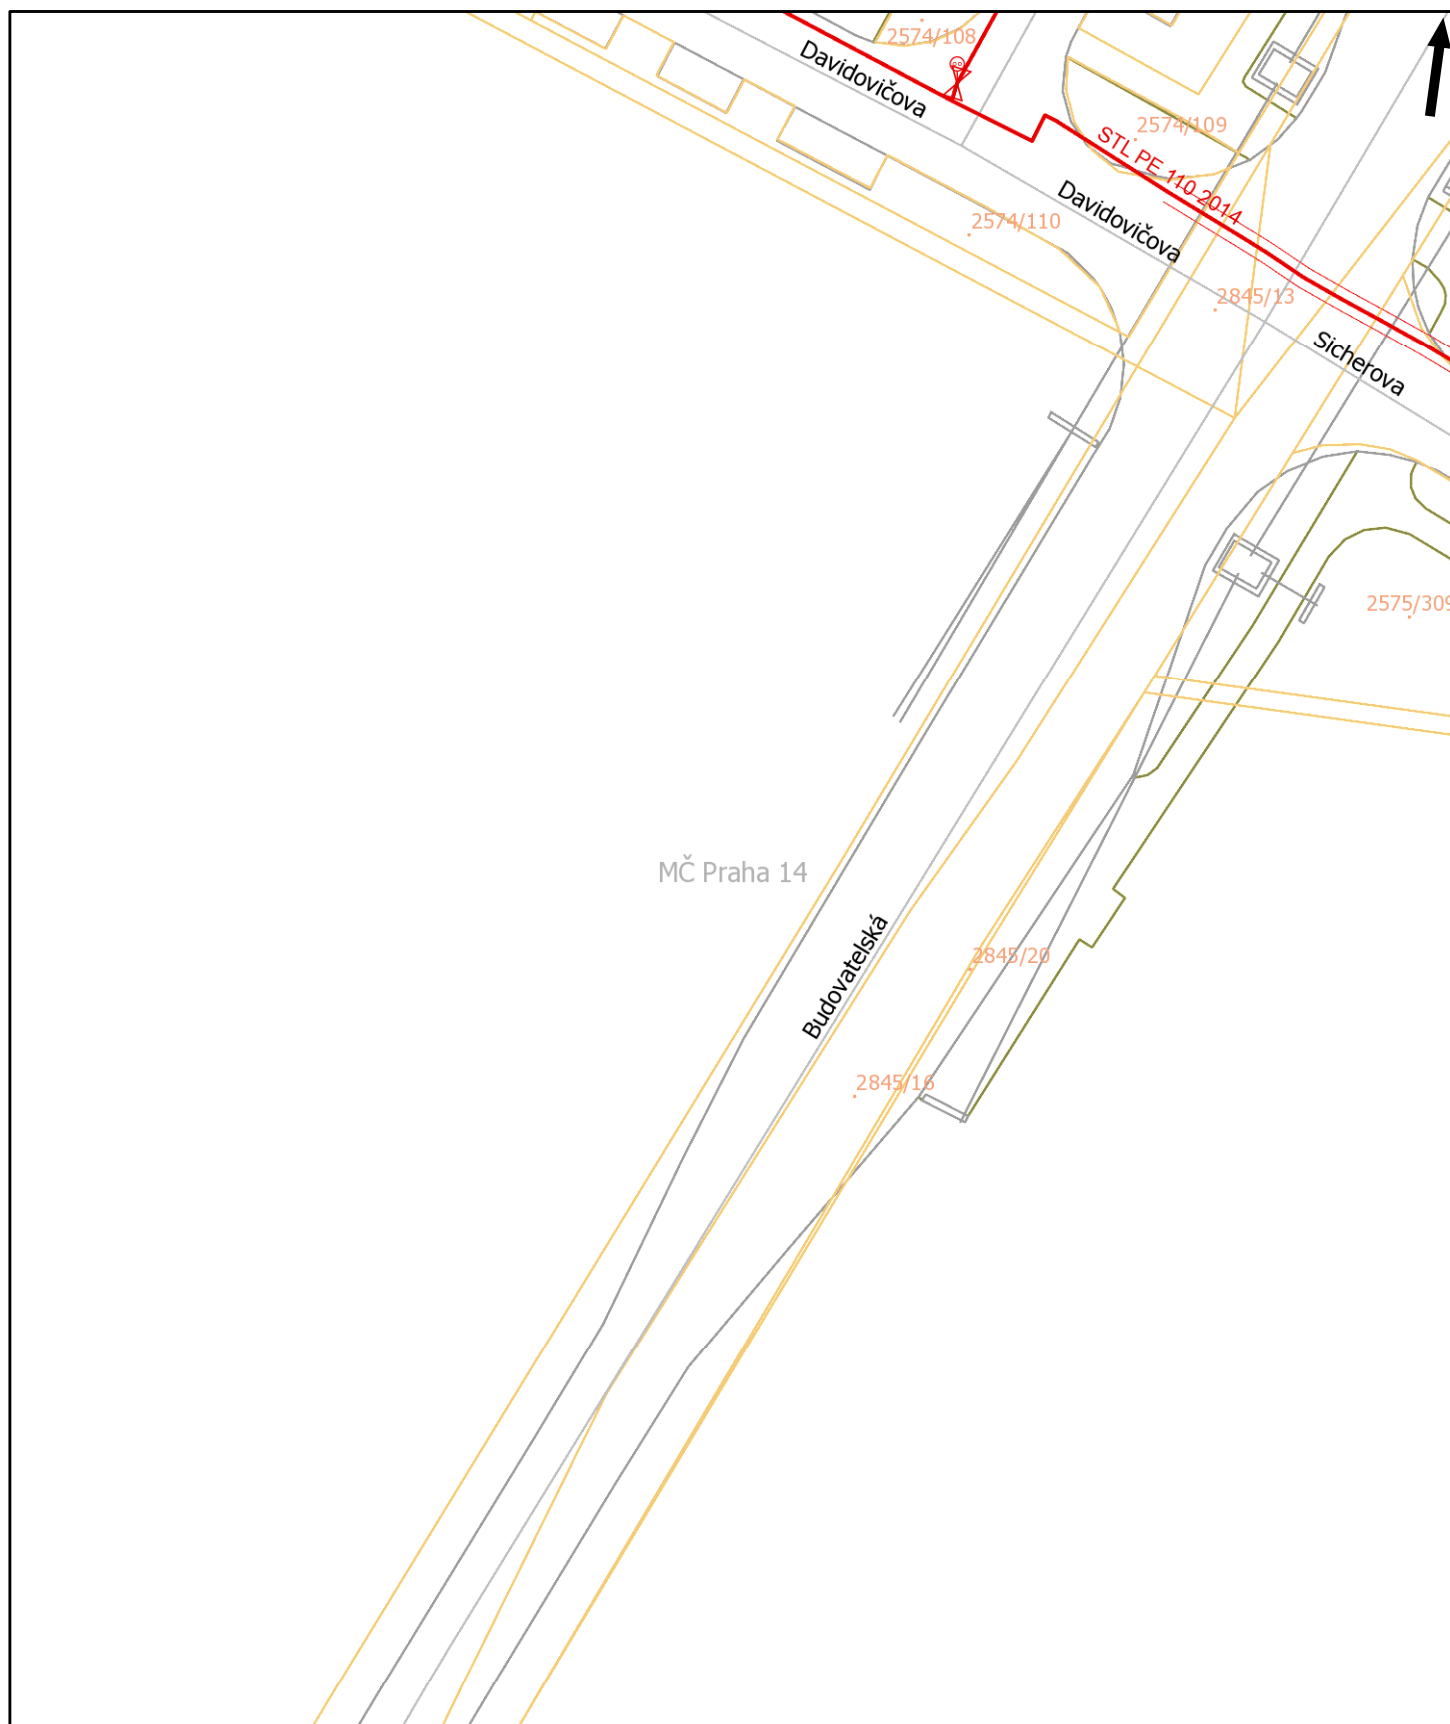 2574/108
Davidovičova
2574/109
STL PE 110 2014
Davidovičova
2574/110
2845/13
Sicherova
2575/309
MČ Praha 14
Budovatelská
2845/20
2845/16